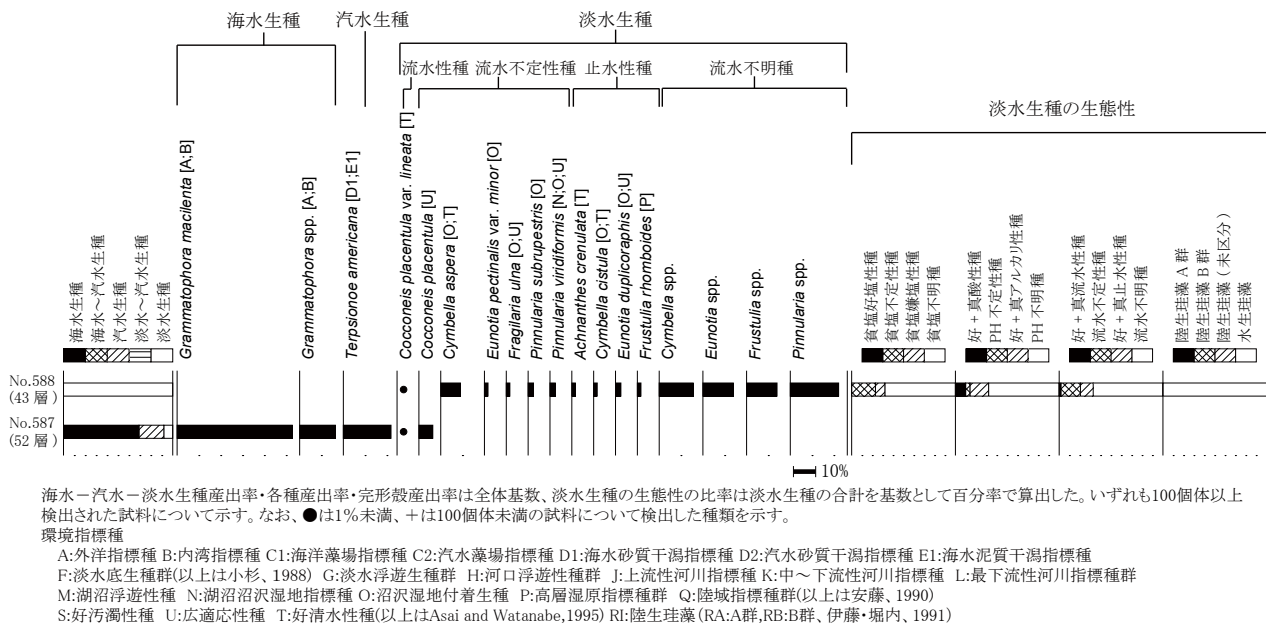 海水生種 汽水生種 淡水生種
流水性種 流水不定性種 止水性種 流水不明種
淡水生種の生態性
Grammatophora macilenta [A;B]
Grammatophora spp. [A;B]
Terpsionoe americana [D1;E1]
Cocconeis placentula var. lineata [T]
Cocconeis placentula [U]
Cymbella aspera [O;T]
Eunotia pectinalis var. minor [O]
Fragilaria ulna [O;U]
Pinnularia subrupestris [O]
Pinnularia viridiformis [N;O;U]
Achnanthes crenulata [T]
Cymbella cistula [O;T]
Eunotia duplicoraphis [O;U]
Frustulia rhomboides [P]
Cymbella spp.
Eunotia spp.
Frustulia spp.
Pinnularia spp.
海水生種
海水～汽水生種
汽水生種
淡水～汽水生種
淡水生種
貧塩好塩性種
貧塩不定性種
貧塩嫌塩性種
貧塩不明種
好+真酸性種
PH不定性種
好+真アルカリ性種
PH不明種
好+真流水性種
流水不定性種
好+真止水性種
流水不明種
陸生珪藻A群
陸生珪藻B群
陸生珪藻(未区分)
水生珪藻
No.588
(43層)
No.587
(52層)
10%
海水－汽水－淡水生種産出率・各種産出率・完形殻産出率は全体基数、淡水生種の生態性の比率は淡水生種の合計を基数として百分率で算出した。いずれも100個体以上
検出された試料について示す。なお、●は1%未満、＋は100個体未満の試料について検出した種類を示す。
環境指標種
A:外洋指標種 B:内湾指標種 C1:海洋藻場指標種 C2:汽水藻場指標種 D1:海水砂質干潟指標種 D2:汽水砂質干潟指標種 E1:海水泥質干潟指標種
F:淡水底生種群(以上は小杉、1988) G:淡水浮遊生種群 H:河口浮遊性種群 J:上流性河川指標種 K:中～下流性河川指標種 L:最下流性河川指標種群
M:湖沼浮遊性種 N:湖沼沼沢湿地指標種 O:沼沢湿地付着生種 P:高層湿原指標種群 Q:陸域指標種群(以上は安藤、1990)
S:好汚濁性種 U:広適応性種 T:好清水性種(以上はAsai and Watanabe,1995) RI:陸生珪藻(RA:A群,RB:B群、伊藤・堀内、1991)